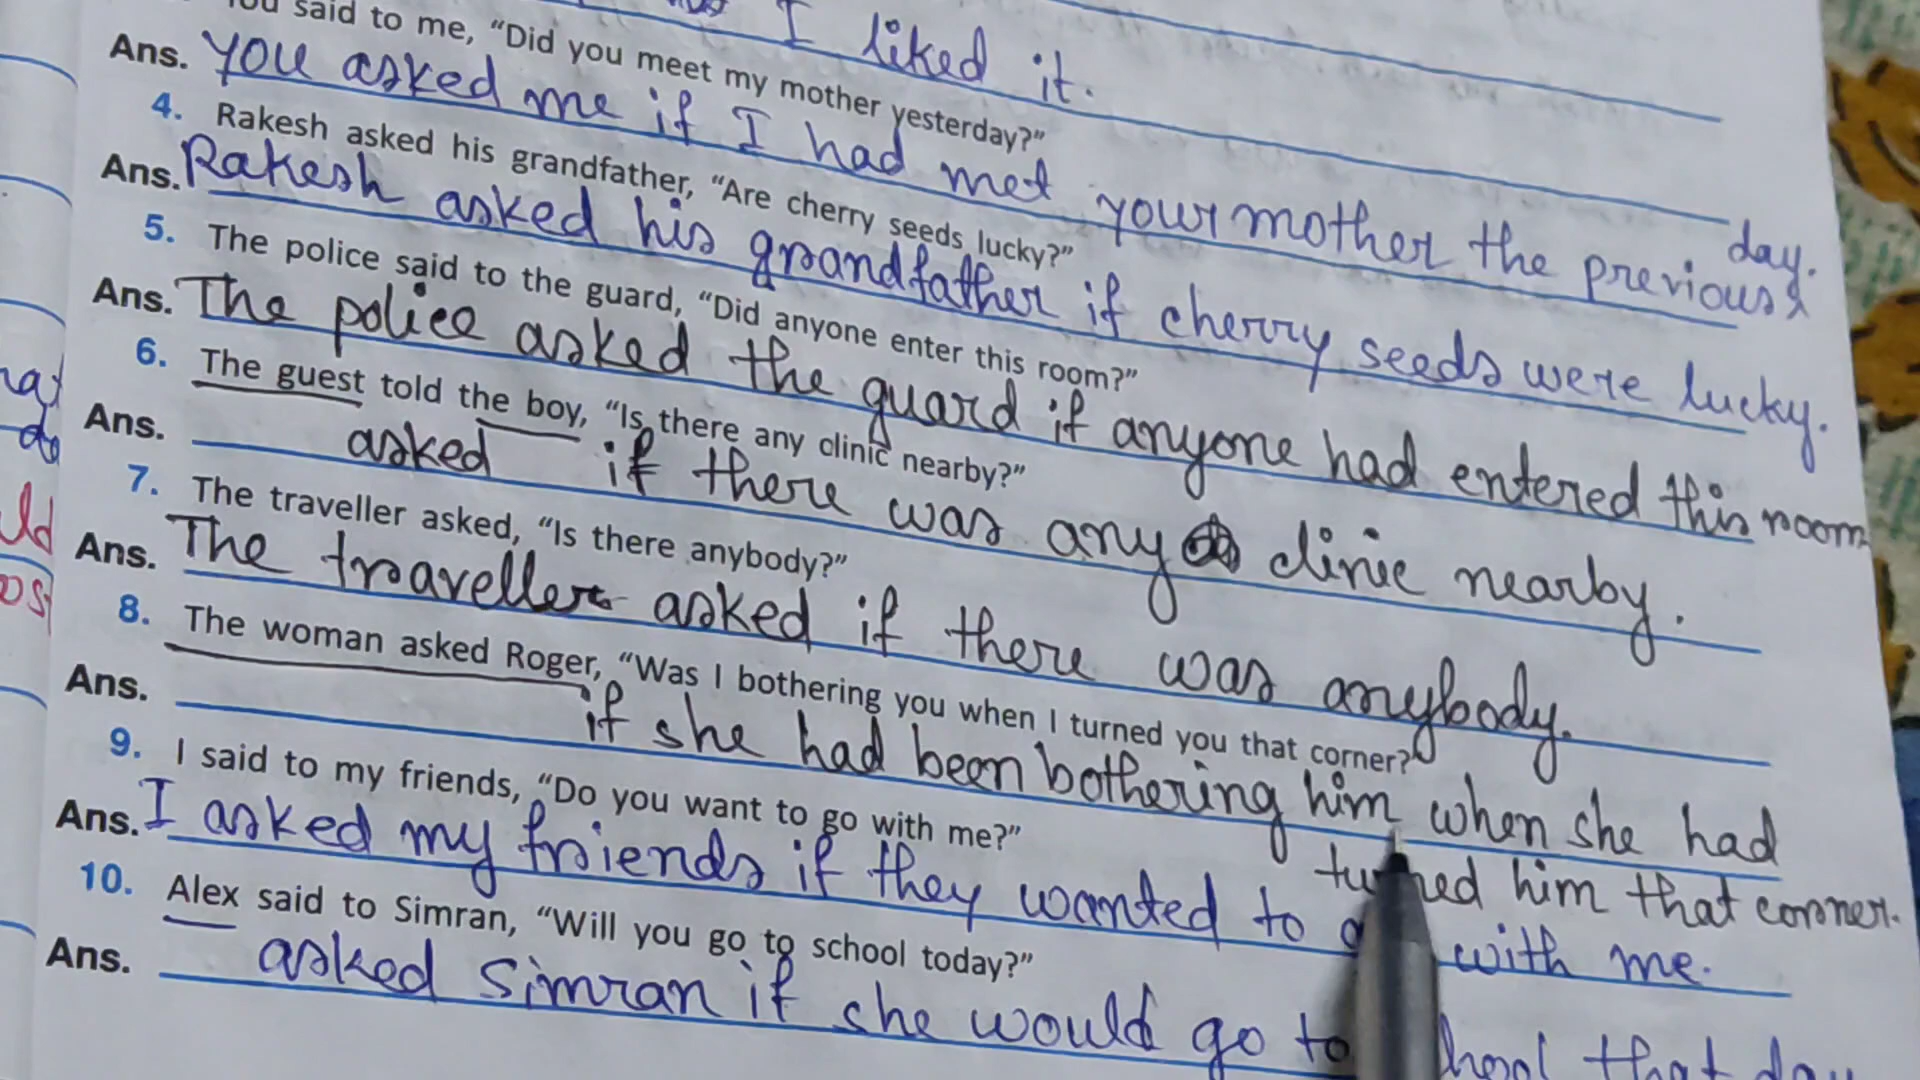 I liked it.
said to me, “Did you meet my mother yesterday?”
Ans. You asked me if I had met your mother the previous day.
4. Rakesh asked his grandfather, “Are cherry seeds lucky?”
Ans. Rakesh asked his grandfather if cherry seeds were lucky.
5. The police said to the guard, “Did anyone enter this room?”
Ans. The police asked the guard if anyone had entered this room
6. The guest told the boy, “Is there any clinic nearby?”
Ans. asked if there was any clinic nearby.
7. The traveller asked, “Is there anybody?”
Ans. The traveller asked if there was anybody.
8. The woman asked Roger, “Was I bothering you when I turned you that corner?”
Ans. if she had been bothering him when she had
turned him that corner.
9. I said to my friends, “Do you want to go with me?”
Ans. I asked my friends if they wanted to with me.
10. Alex said to Simran, “Will you go to school today?”
Ans. asked Simran if she would go to that day